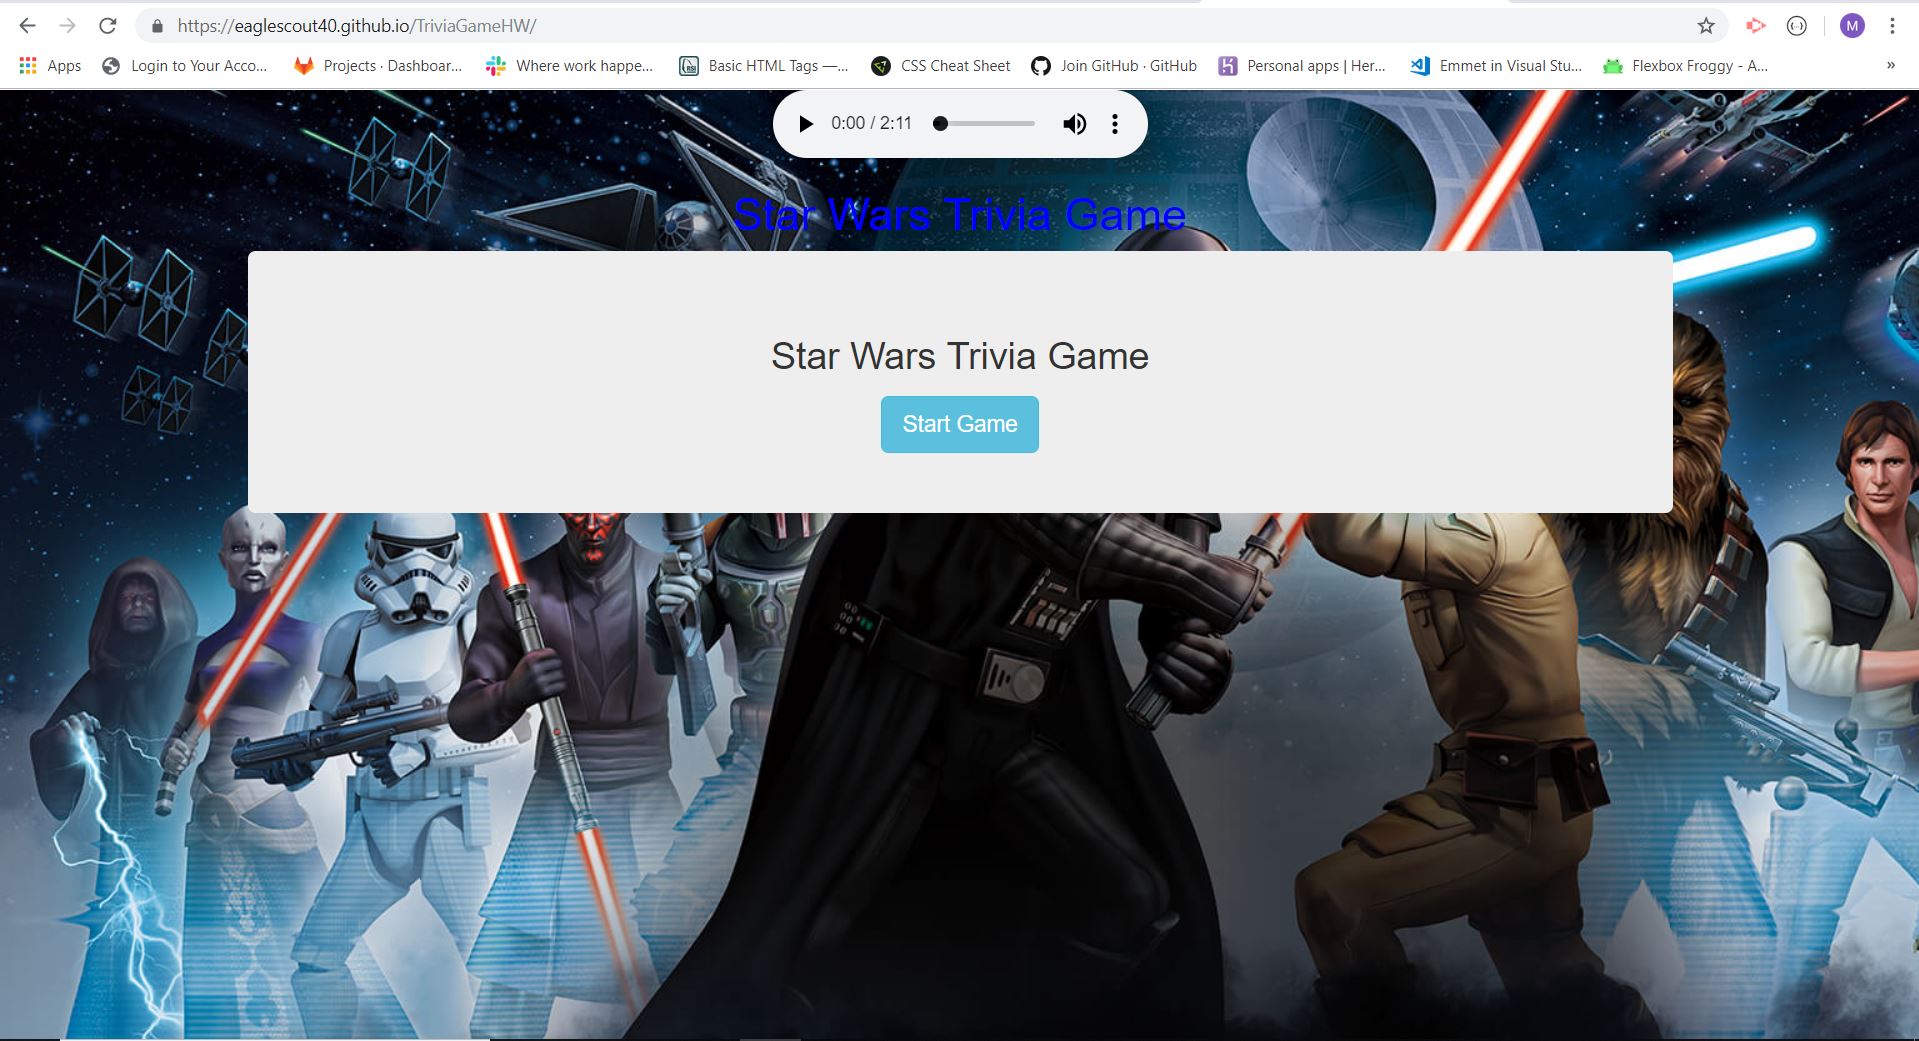 https://eaglescout40.github.io/TriviaGameHW/
M
Apps Login to Your Acco... Projects · Dashboar... Where work happe... Basic HTML Tags —... CSS Cheat Sheet Join GitHub · GitHub Personal apps | Her... Emmet in Visual Stu... Flexbox Froggy - A... »
0:00 / 2:11
Star Wars Trivia Game
Star Wars Trivia Game
Start Game